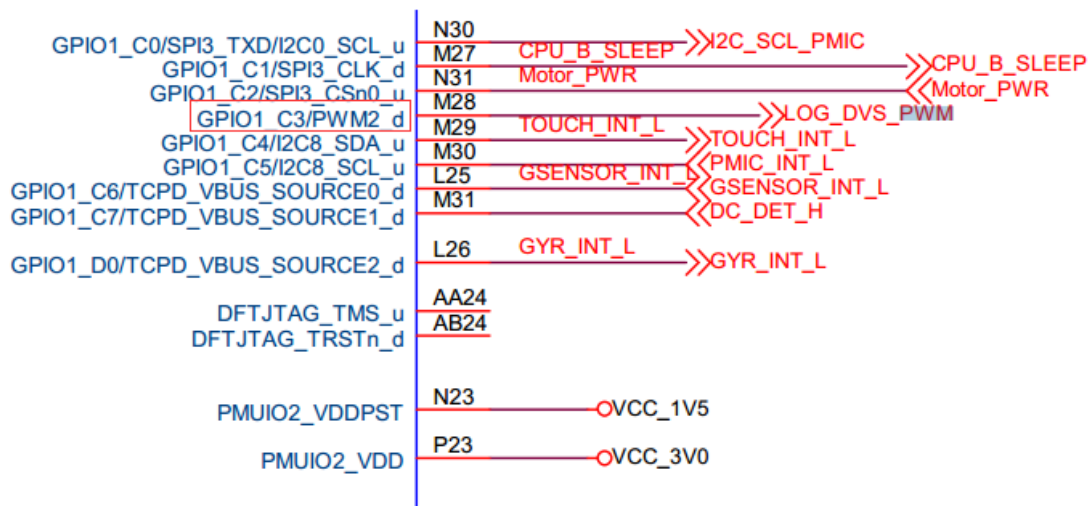 GPIO1_C0/SPI3_TXD/I2C0_SCL_u N30 I2C_SCL_PMIC
GPIO1_C1/SPI3_CLK_d M27 CPU_B_SLEEP CPU_B_SLEEP
GPIO1_C2/SPI3_CSn0_u N31 Motor_PWR Motor_PWR
GPIO1_C3/PWM2_d M28 LOG_DVS_PWM
GPIO1_C4/I2C8_SDA_u M29 TOUCH_INT_L TOUCH_INT_L
GPIO1_C5/I2C8_SCL_u M30 PMIC_INT_L
GPIO1_C6/TCPD_VBUS_SOURCE0_d L25 GSENSOR_INT_L GSENSOR_INT_L
GPIO1_C7/TCPD_VBUS_SOURCE1_d M31 DC_DET_H
GPIO1_D0/TCPD_VBUS_SOURCE2_d L26 GYR_INT_L GYR_INT_L
DFTJTAG_TMS_u AA24
DFTJTAG_TRSTn_d AB24
PMUIO2_VDDPST N23 VCC_1V5
PMUIO2_VDD P23 VCC_3V0